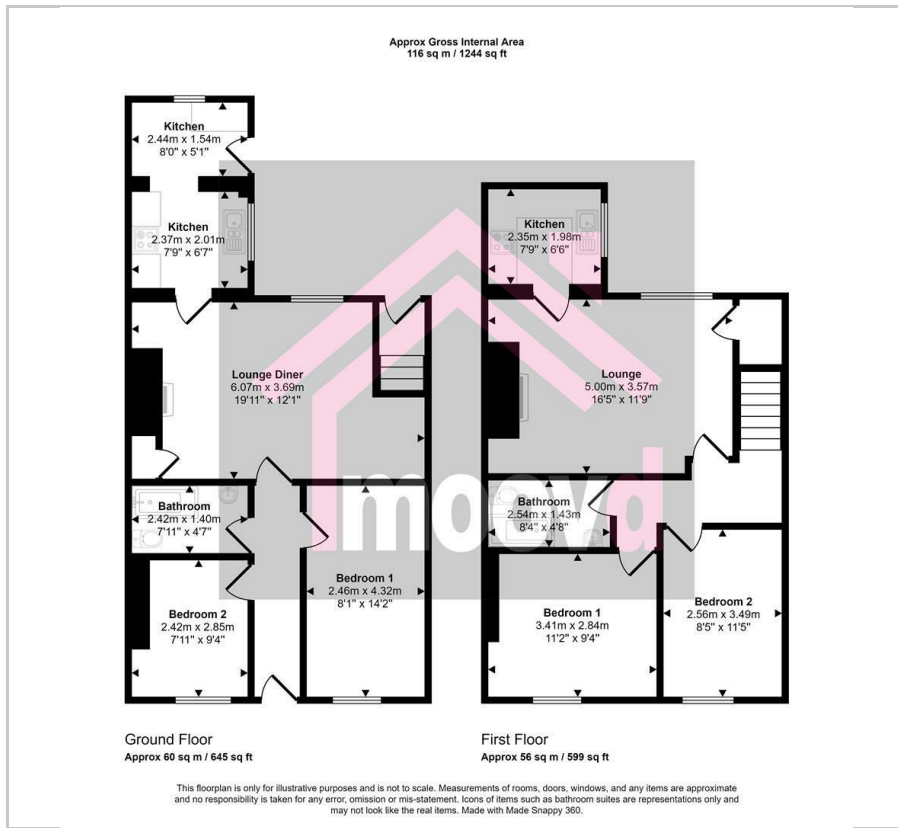 Approx Gross Internal Area
116 sq m / 1244 sq ft
Kitchen
2.44m x 1.54m
8'0" x 5'1"
Kitchen
2.37m x 2.01m
7'9" x 6'7"
Lounge Diner
6.07m x 3.69m
19'11" x 12'1"
Bathroom
2.42m x 1.40m
7'11" x 4'7"
Bedroom 1
2.46m x 4.32m
8'1" x 14'2"
Bedroom 2
2.42m x 2.85m
7'11" x 9'4"
Kitchen
2.35m x 1.98m
7'9" x 6'6"
Lounge
5.00m x 3.57m
16'5" x 11'9"
Bathroom
2.54m x 1.43m
8'4" x 4'8"
Bedroom 1
3.41m x 2.84m
11'2" x 9'4"
Bedroom 2
2.56m x 3.49m
8'5" x 11'5"
moovd
Ground Floor
Approx 60 sq m / 645 sq ft
First Floor
Approx 56 sq m / 599 sq ft
This floorplan is only for illustrative purposes and is not to scale. Measurements of rooms, doors, windows, and any items are approximate
and no responsibility is taken for any error, omission or mis-statement. Icons of items such as bathroom suites are representations only and
may not look like the real items. Made with Made Snappy 360.